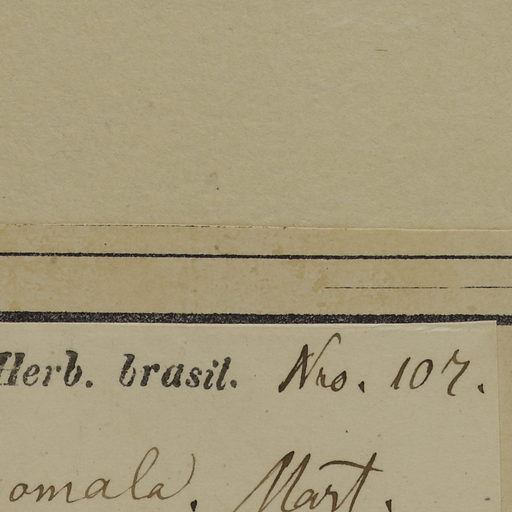 Herb. brasil. Nro. 107.
omala. Mart.